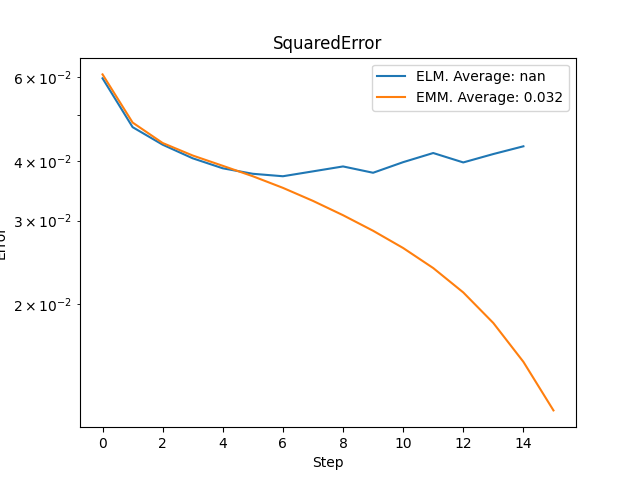 SquaredError
ELM. Average: nan
EMM. Average: 0.032
6 × 10⁻²
4 × 10⁻²
3 × 10⁻²
2 × 10⁻²
Error
0 2 4 6 8 10 12 14
Step